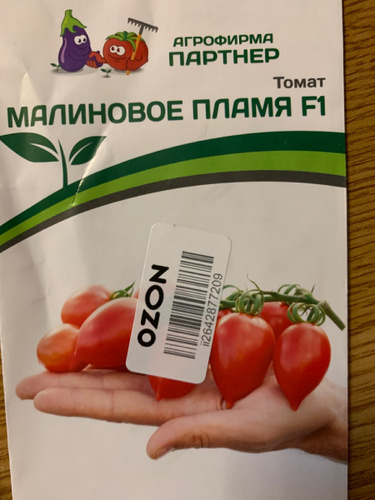 АГРОФИРМА
ПАРТНЕР
Томат
МАЛИНОВОЕ ПЛАМЯ F1
OZON
ii2642877209